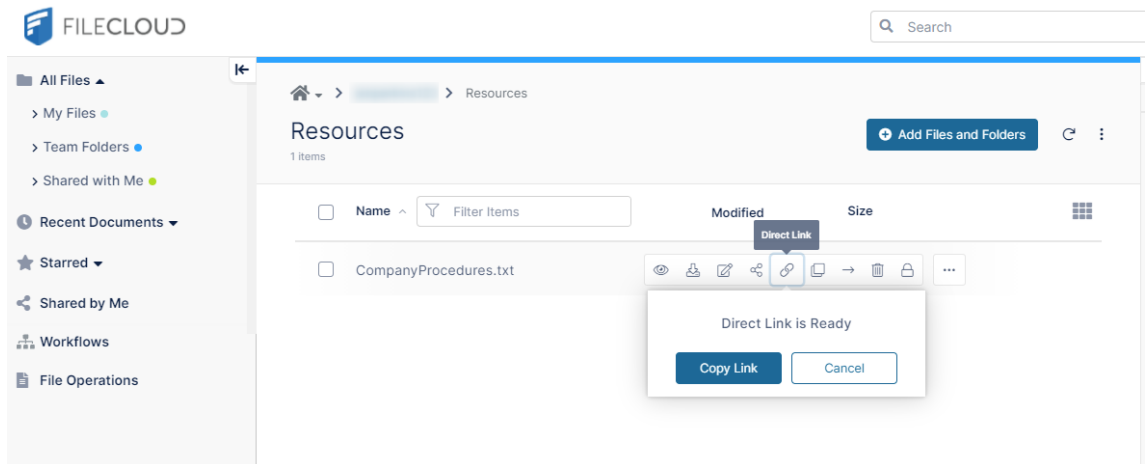 FILECLOUD
Search
All Files
My Files
Team Folders
Shared with Me
Recent Documents
Starred
Shared by Me
Workflows
File Operations
Resources
Resources
1 items
Add Files and Folders
Name
Filter Items
Modified
Size
Direct Link
CompanyProcedures.txt
Direct Link is Ready
Copy Link
Cancel